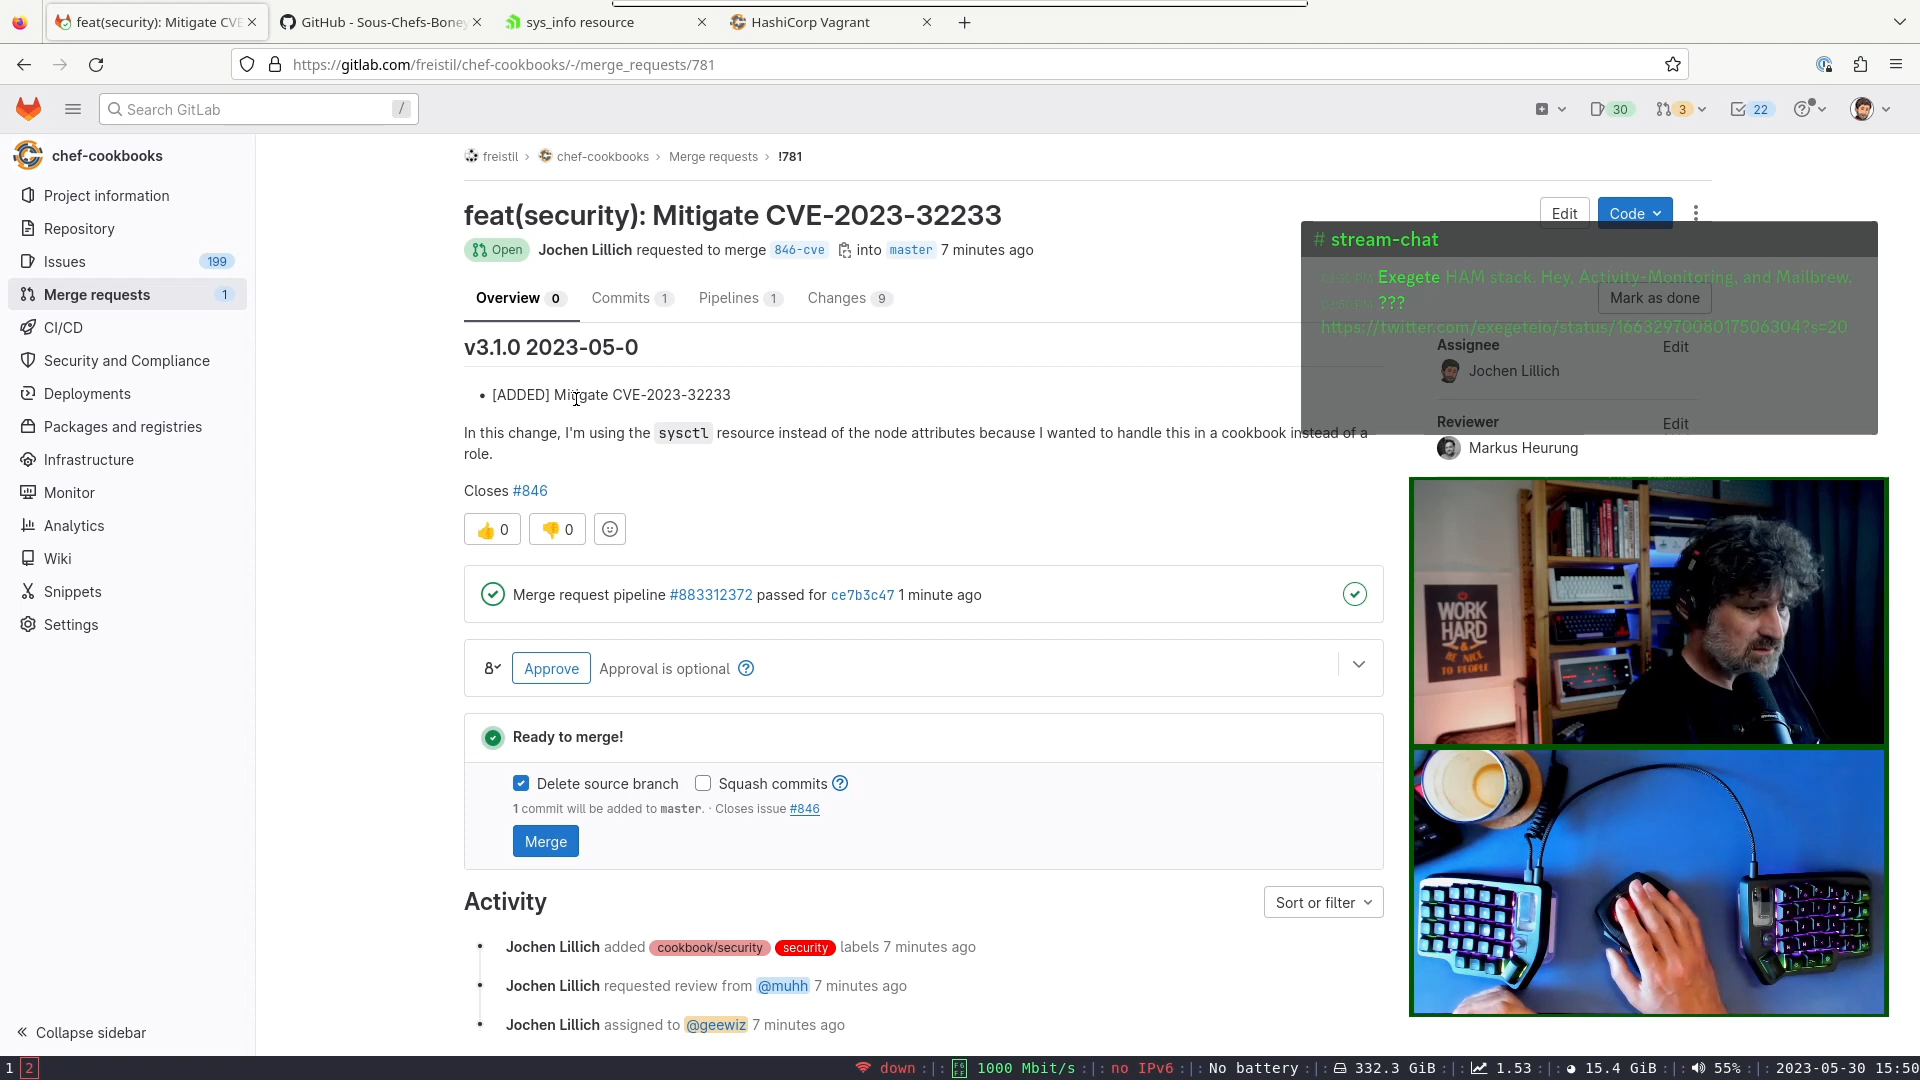 feat(security): Mitigate CVE
GitHub - Sous-Chefs-Boney
sys_info resource
HashiCorp Vagrant
https://gitlab.com/freistil/chef-cookbooks/-/merge_requests/781
Search GitLab
/
30
3
22
chef-cookbooks
Project information
Repository
Issues 199
Merge requests 1
CI/CD
Security and Compliance
Deployments
Packages and registries
Infrastructure
Monitor
Analytics
Wiki
Snippets
Settings
Collapse sidebar
freistil › chef-cookbooks › Merge requests › !781
feat(security): Mitigate CVE-2023-32233
Edit
Code
Open Jochen Lillich requested to merge 846-cve into master 7 minutes ago
Overview 0
Commits 1
Pipelines 1
Changes 9
# stream-chat
Exegete HAM stack. Hey, Activity-Monitoring, and Mailbrew.
???
https://twitter.com/exegeteio/status/1663297008017506304?s=20
Mark as done
Assignee
Edit
Jochen Lillich
Reviewer
Edit
Markus Heurung
v3.1.0 2023-05-0
• [ADDED] Mitigate CVE-2023-32233
In this change, I'm using the sysctl resource instead of the node attributes because I wanted to handle this in a cookbook instead of a
role.
Closes #846
0
0
Merge request pipeline #883312372 passed for ce7b3c47 1 minute ago
Approve Approval is optional
Ready to merge!
Delete source branch
Squash commits
1 commit will be added to master. · Closes issue #846
Merge
Activity
Sort or filter
Jochen Lillich added cookbook/security security labels 7 minutes ago
Jochen Lillich requested review from @muhh 7 minutes ago
Jochen Lillich assigned to @geewiz 7 minutes ago
WORK
HARD
& BE NICE
TO PEOPLE
1 2
down :|: 1000 Mbit/s :|: no IPv6 :|: No battery :|: 332.3 GiB :|: 1.53 :|: 15.4 GiB :|: 55% :|: 2023-05-30 15:50